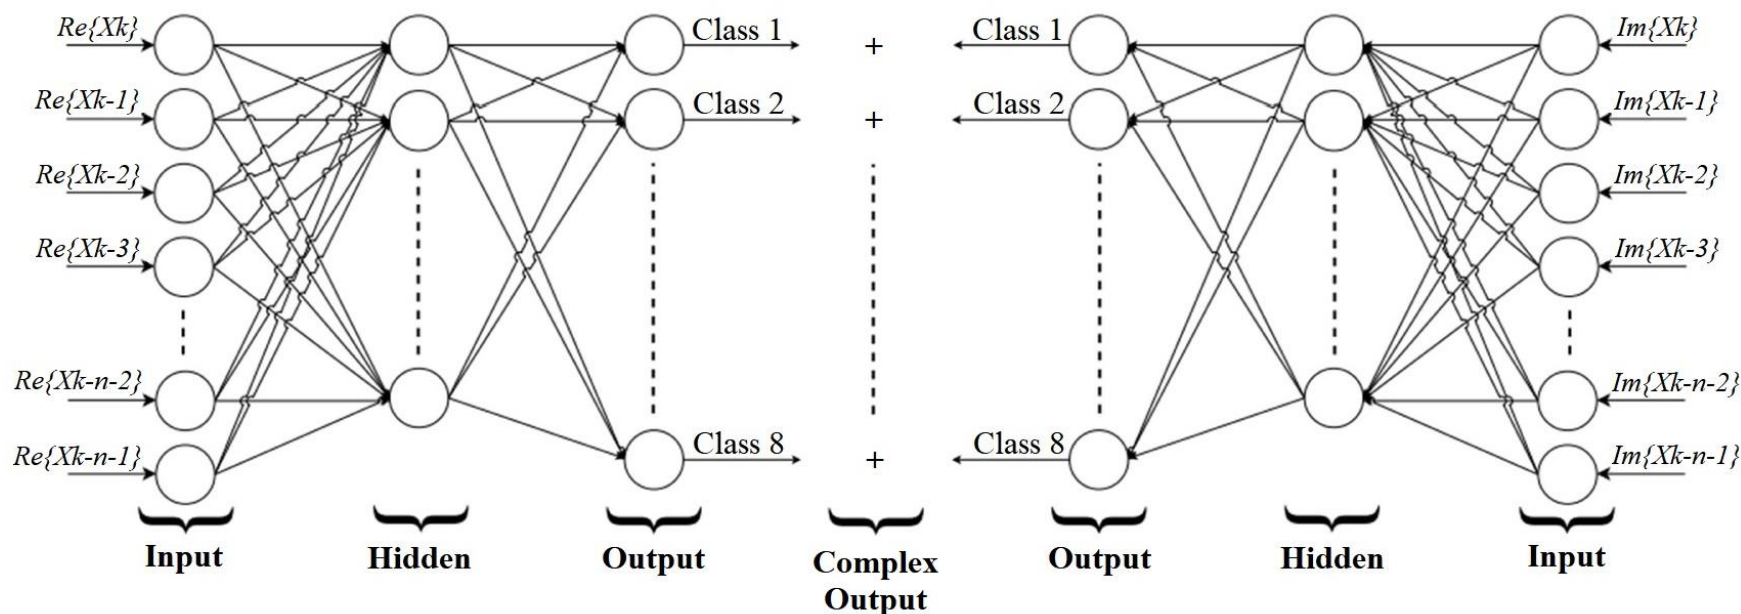 Re{Xk} Class 1 + Class 1 Im{Xk}
Re{Xk-1} Class 2 + Class 2 Im{Xk-1}
Re{Xk-2} Im{Xk-2}
Re{Xk-3} Im{Xk-3}
Re{Xk-n-2} Im{Xk-n-2}
Re{Xk-n-1} Class 8 + Class 8 Im{Xk-n-1}
Input Hidden Output Complex Output Hidden Input
Output